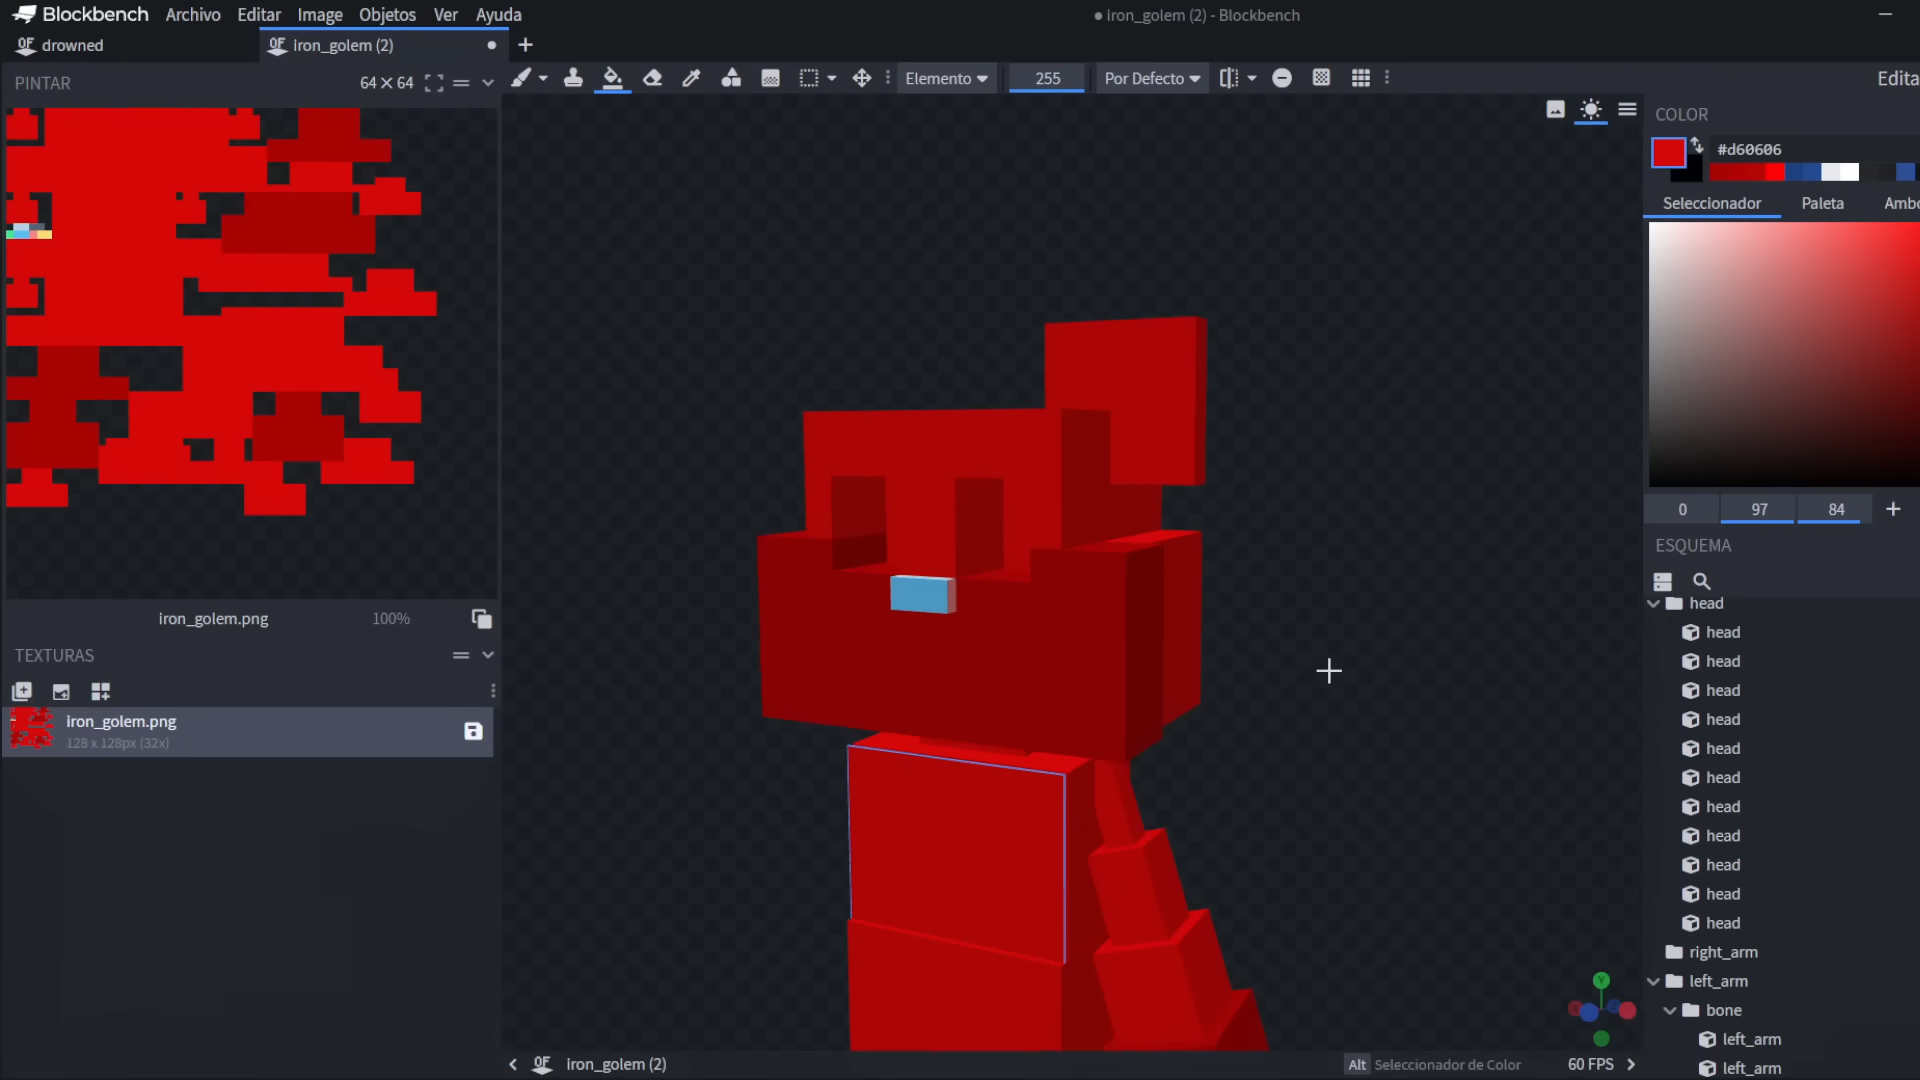 Blockbench Archivo Editar Image Objetos Ver Ayuda
iron_golem (2) - Blockbench
drowned
iron_golem (2)
PINTAR
64 × 64
Elemento
255
Por Defecto
Edita
COLOR
#d60606
Seleccionador
Paleta
Ambo
0
97
84
ESQUEMA
head
head
head
head
head
head
head
head
head
head
head
head
right_arm
left_arm
bone
left_arm
left_arm
iron_golem.png
100%
TEXTURAS
iron_golem.png
128 x 128px (32x)
Y
iron_golem (2)
Alt Seleccionador de Color
60 FPS